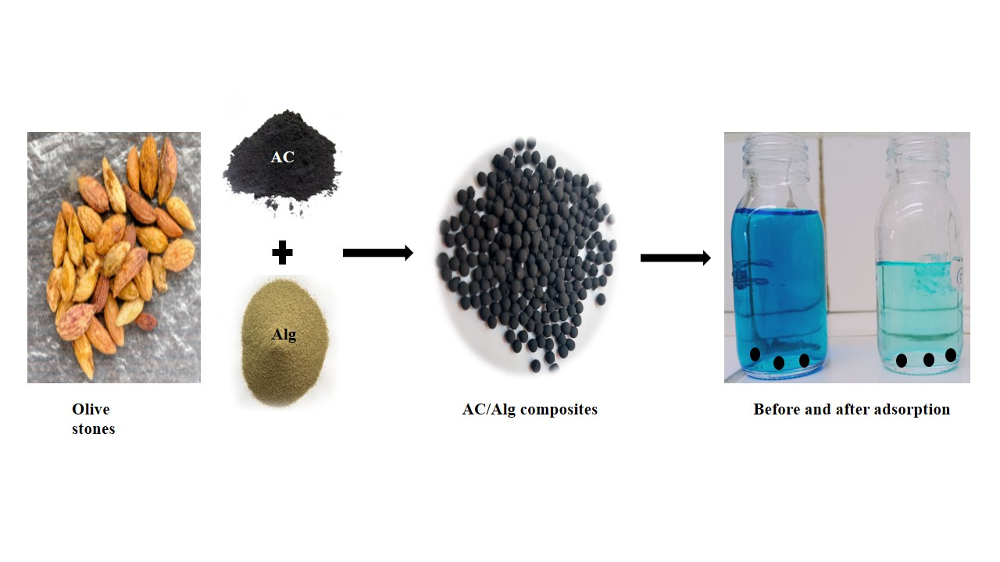 AC
Alg
Olive
stones
AC/Alg composites
Before and after adsorption